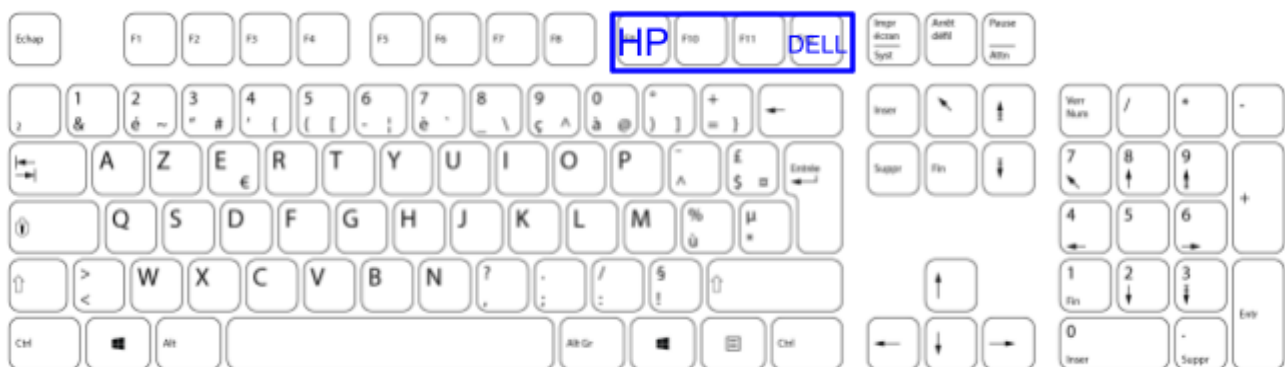 Echap F1 F2 F3 F4 F5 F6 F7 F8 HP F10 F11 DELL Impr écran Syst Arrêt défil Pause Attn
² 1 & 2 é ~ 3 " # 4 ' { 5 ( [ 6 - | 7 è ` 8 _ \ 9 ç ^ 0 à @ ° ) ] + = } ← Inser ↖ ⇞ Verr Num / * -
A Z E € R T Y U I O P ¨ ^ £ $ ¤ Entrée Suppr Fin ⇟ 7 ↖ 8 ↑ 9 ⇞ +
Q S D F G H J K L M % ù µ * 4 ← 5 6 →
⇧ > < W X C V B N ? , . ; / : § ! ⇧ ↑ 1 Fin 2 ↓ 3 ⇟ Entr
Ctrl Alt Alt Gr Ctrl ← ↓ → 0 Inser . Suppr